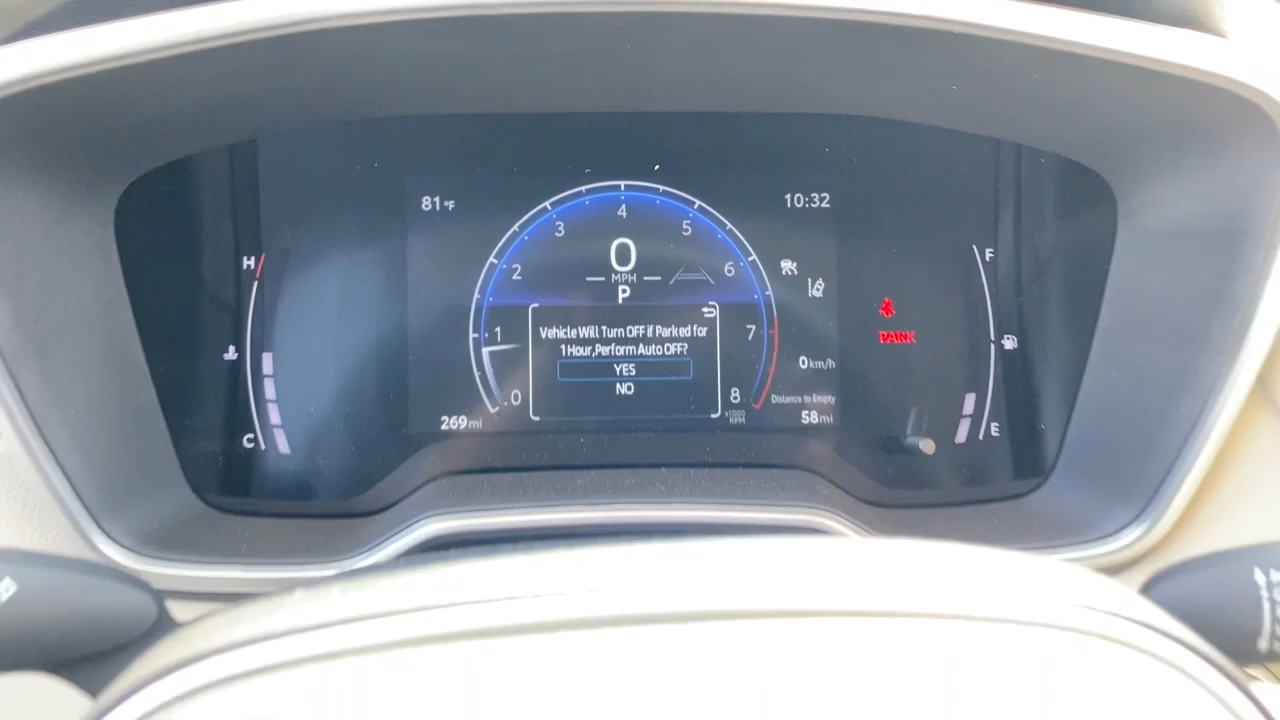 81°F
10:32
4
3
5
0
2
MPH
6
P
H
F
Vehicle Will Turn OFF if Parked for
1 Hour,Perform Auto OFF?
YES
NO
1
7
PARK
0 km/h
0
8
x1000
RPM
Distance to Empty
269 mi
58 mi
C
E